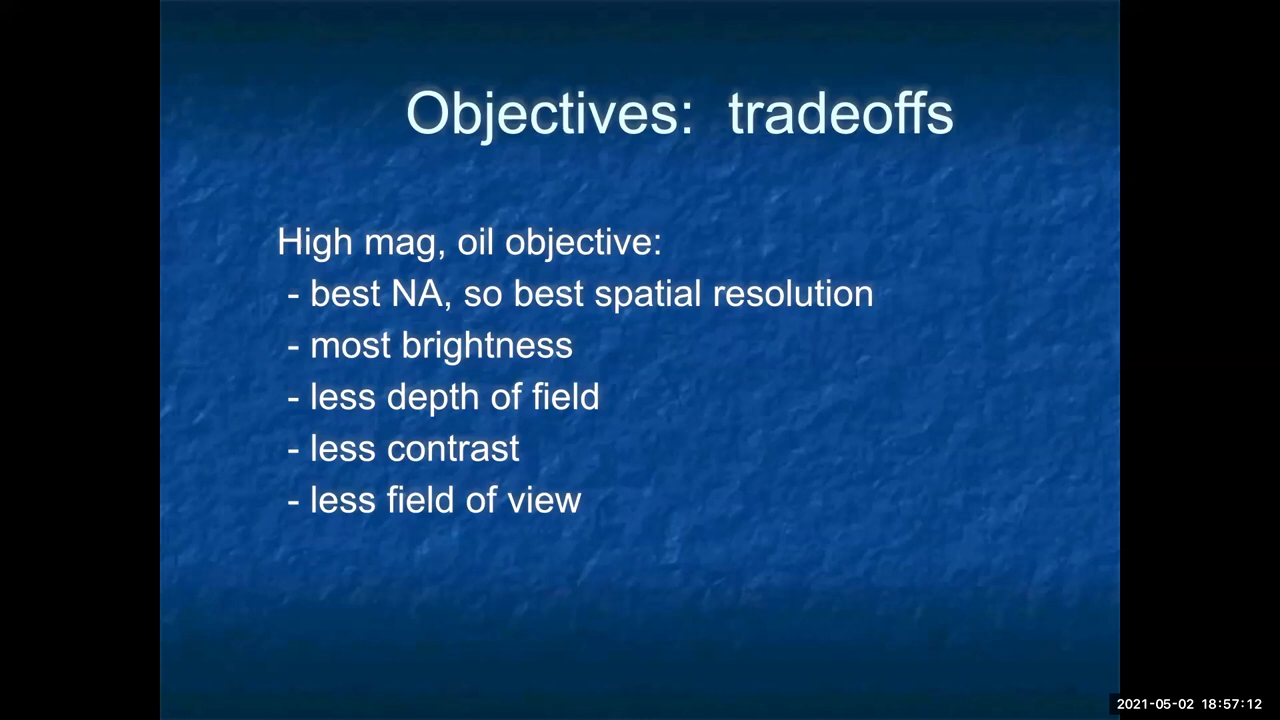 Objectives: tradeoffs
High mag, oil objective:
- best NA, so best spatial resolution
- most brightness
- less depth of field
- less contrast
- less field of view
2021-05-02 18:57:12